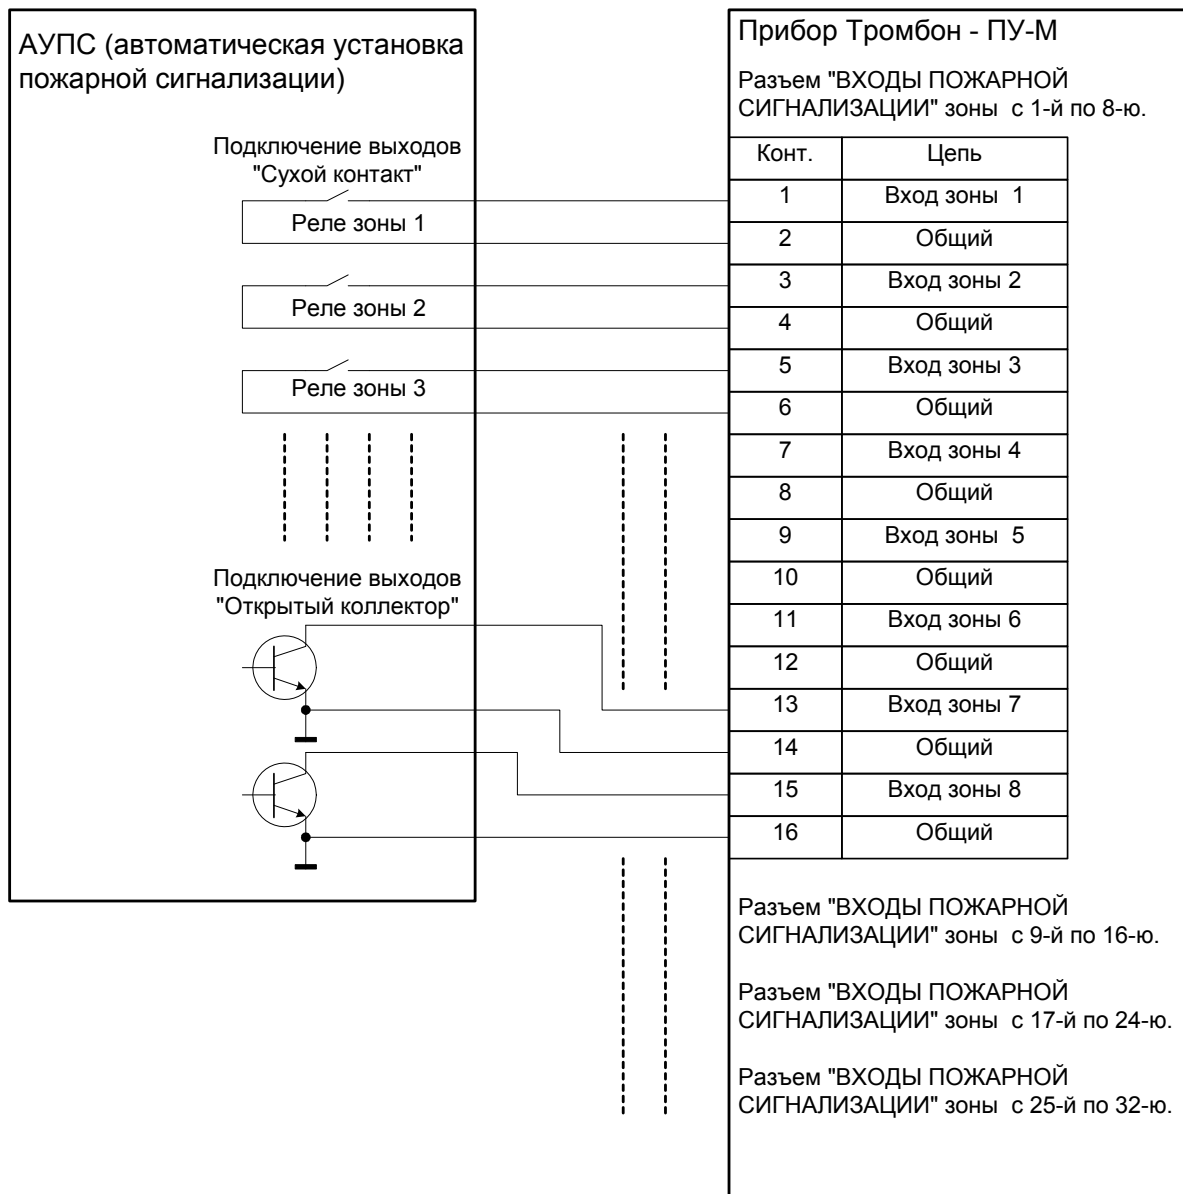 АУПС (автоматическая установка
пожарной сигнализации)
Подключение выходов
"Сухой контакт"
Реле зоны 1
Реле зоны 2
Реле зоны 3
Подключение выходов
"Открытый коллектор"
Прибор Тромбон - ПУ-М
Разъем "ВХОДЫ ПОЖАРНОЙ
СИГНАЛИЗАЦИИ" зоны с 1-й по 8-ю.
Конт. Цепь
1 Вход зоны 1
2 Общий
3 Вход зоны 2
4 Общий
5 Вход зоны 3
6 Общий
7 Вход зоны 4
8 Общий
9 Вход зоны 5
10 Общий
11 Вход зоны 6
12 Общий
13 Вход зоны 7
14 Общий
15 Вход зоны 8
16 Общий
Разъем "ВХОДЫ ПОЖАРНОЙ
СИГНАЛИЗАЦИИ" зоны с 9-й по 16-ю.
Разъем "ВХОДЫ ПОЖАРНОЙ
СИГНАЛИЗАЦИИ" зоны с 17-й по 24-ю.
Разъем "ВХОДЫ ПОЖАРНОЙ
СИГНАЛИЗАЦИИ" зоны с 25-й по 32-ю.